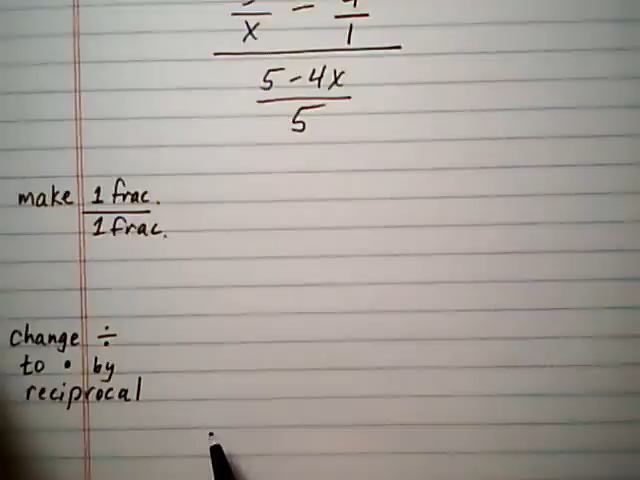 x - 1
5-4x
5
make 1 frac.
1 frac.
change ÷
to • by
reciprocal